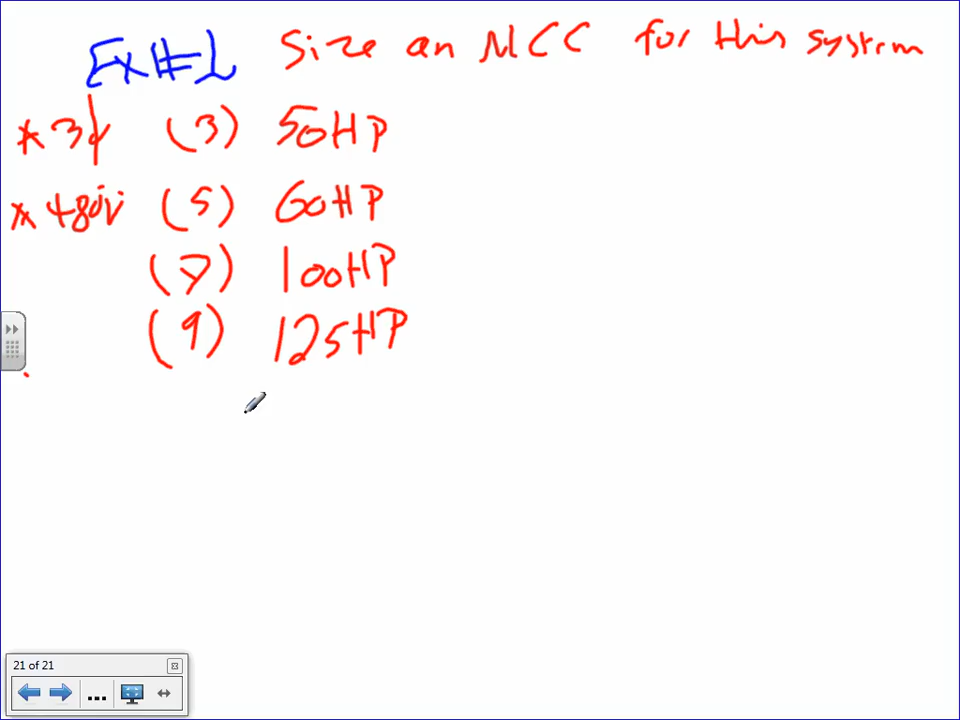 Ex#1 Size an MCC for this system
*3ϕ (3) 50HP
*480V (5) 60HP
(7) 100HP
(9) 125HP
21 of 21
...